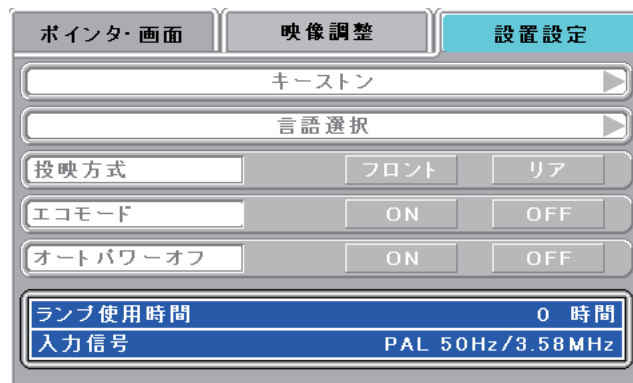 ポインタ・画面 映像調整 設置設定
キーストン
言語選択
投映方式 フロント リア
エコモード ON OFF
オートパワーオフ ON OFF
ランプ使用時間 0 時間
入力信号 PAL 50Hz/3.58MHz